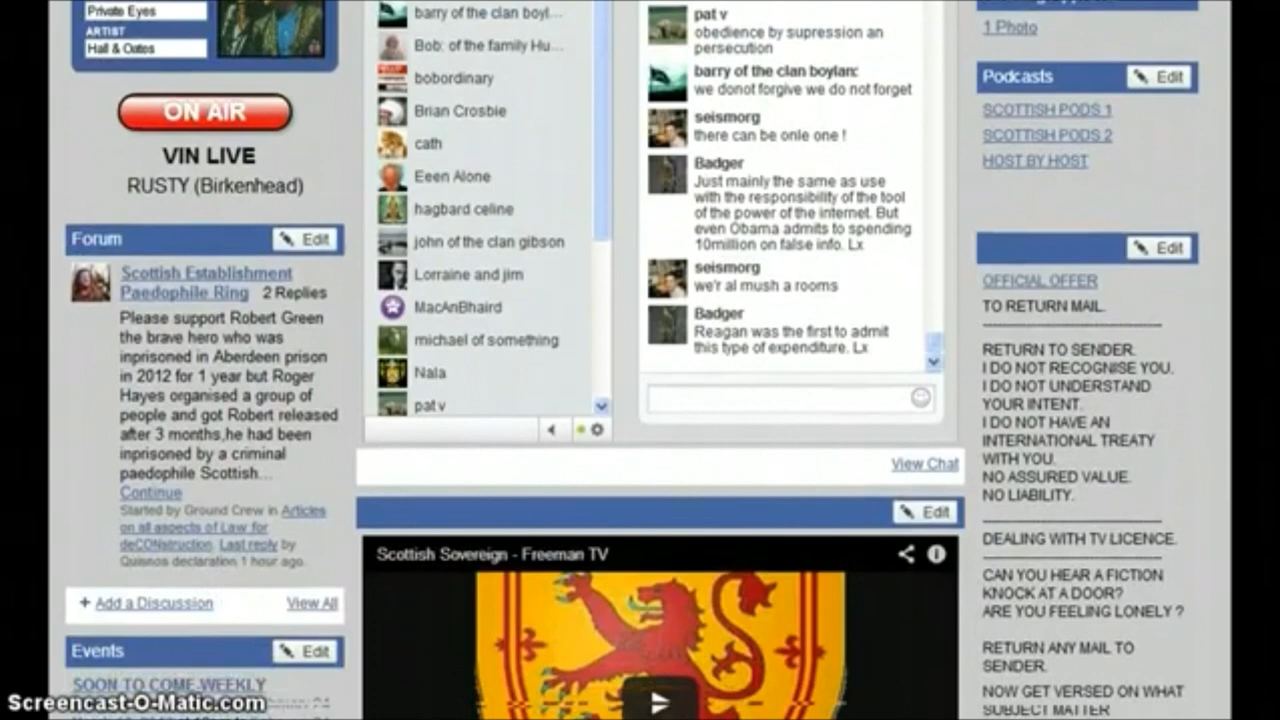 Private Eyes
ARTIST
Hall & Oates
ON AIR
VIN LIVE
RUSTY (Birkenhead)
Forum
Edit
Scottish Establishment
Paedophile Ring 2 Replies
Please support Robert Green
the brave hero who was
inprisoned in Aberdeen prison
in 2012 for 1 year but Roger
Hayes organised a group of
people and got Robert released
after 3 months,he had been
inprisoned by a criminal
paedophile Scottish...
Continue
Started by Ground Crew in Articles
on all aspects of Law for
deCONstruction. Last reply by
Quisnos declaration 1 hour ago.
+ Add a Discussion View All
Events
Edit
SOON TO COME-WEEKLY
barry of the clan boyl...
Bob: of the family Hu...
bobordinary
Brian Crosbie
cath
Eeen Alone
hagbard celine
john of the clan gibson
Lorraine and jim
MacAnBhaird
michael of something
Nala
pat v
pat v
obedience by supression an
persecution
barry of the clan boylan:
we donot forgive we do not forget
seismorg
there can be onle one !
Badger
Just mainly the same as use
with the responsibility of the tool
of the power of the internet. But
even Obama admits to spending
10million on false info. Lx
seismorg
we'r al mush a rooms
Badger
Reagan was the first to admit
this type of expenditure. Lx
View Chat
Edit
Scottish Sovereign - Freeman TV
1 Photo
Podcasts
Edit
SCOTTISH PODS 1
SCOTTISH PODS 2
HOST BY HOST
Edit
OFFICIAL OFFER
TO RETURN MAIL.
RETURN TO SENDER.
I DO NOT RECOGNISE YOU.
I DO NOT UNDERSTAND
YOUR INTENT.
I DO NOT HAVE AN
INTERNATIONAL TREATY
WITH YOU.
NO ASSURED VALUE.
NO LIABILITY.
DEALING WITH TV LICENCE.
CAN YOU HEAR A FICTION
KNOCK AT A DOOR?
ARE YOU FEELING LONELY ?
RETURN ANY MAIL TO
SENDER.
NOW GET VERSED ON WHAT
SUBJECT MATTER
Screencast-O-Matic.com